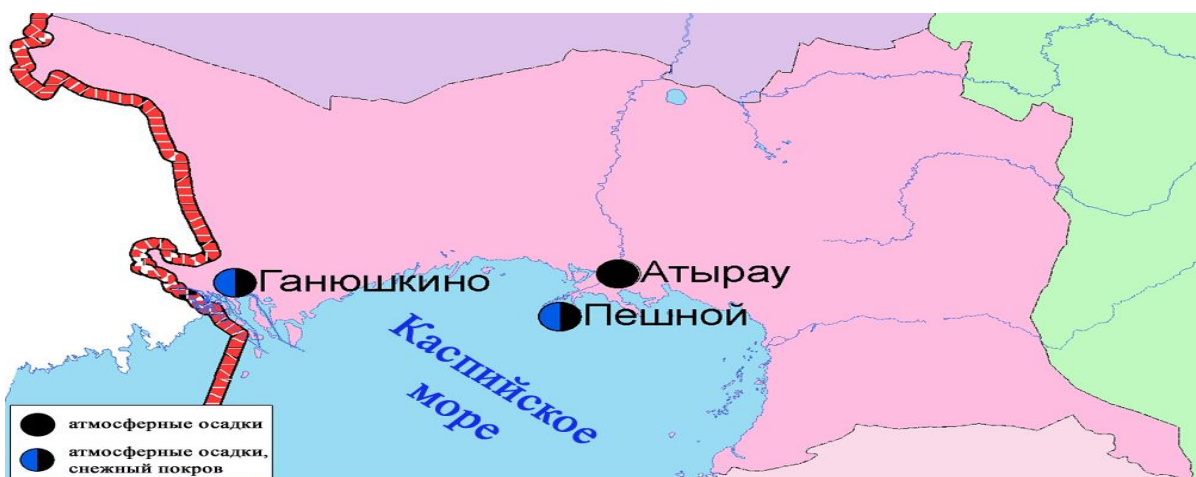 Ганюшкино
Атырау
Пешной
Каспийское
море
атмосферные осадки
атмосферные осадки,
снежный покров